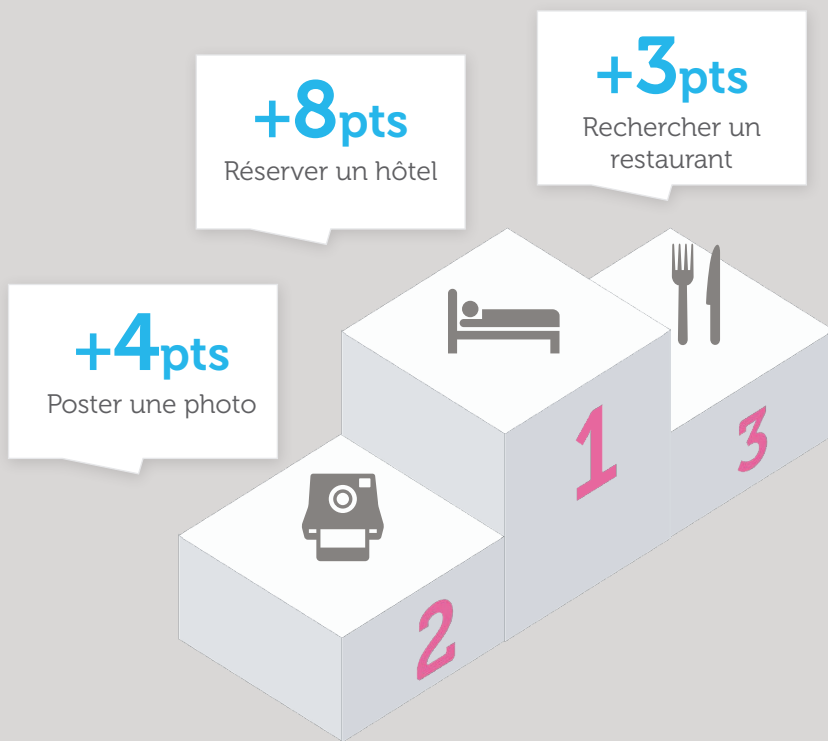 +8pts
Réserver un hôtel
+3pts
Rechercher un
restaurant
+4pts
Poster une photo
1
2
3